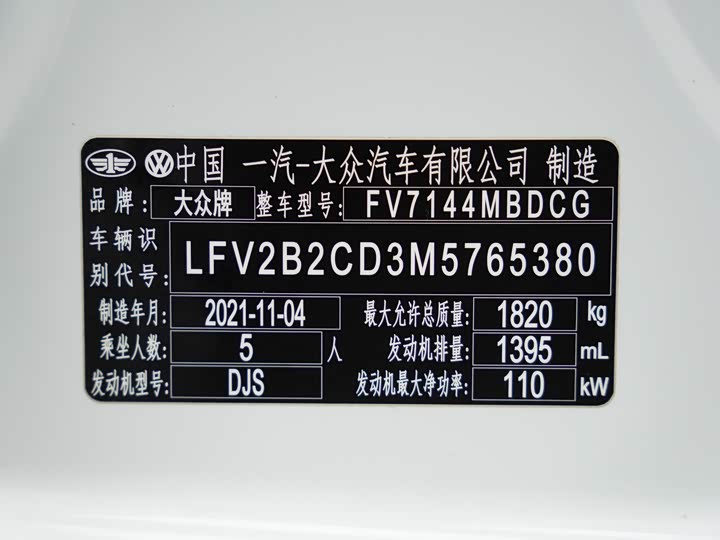 中国 一汽-大众汽车有限公司 制造
品牌: 大众牌 整车型号: FV7144MBDCG
车辆识别代号: LFV2B2CD3M5765380
制造年月: 2021-11-04 最大允许总质量: 1820 kg
乘坐人数: 5 人 发动机排量: 1395 mL
发动机型号: DJS 发动机最大净功率: 110 kW